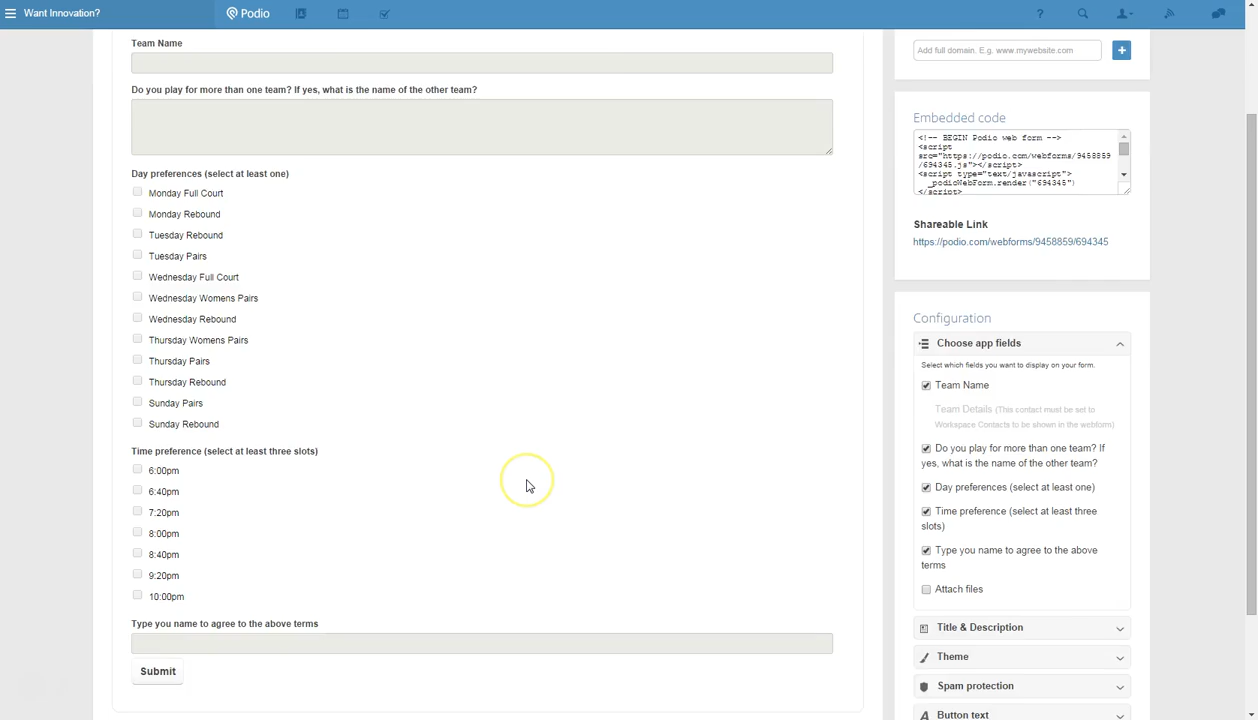 Want Innovation?
Podio
?
Team Name
Do you play for more than one team? If yes, what is the name of the other team?
Day preferences (select at least one)
Monday Full Court
Monday Rebound
Tuesday Rebound
Tuesday Pairs
Wednesday Full Court
Wednesday Womens Pairs
Wednesday Rebound
Thursday Womens Pairs
Thursday Pairs
Thursday Rebound
Sunday Pairs
Sunday Rebound
Time preference (select at least three slots)
6:00pm
6:40pm
7:20pm
8:00pm
8:40pm
9:20pm
10:00pm
Type you name to agree to the above terms
Submit
Add full domain. E.g. www.mywebsite.com
+
Embedded code
<!-- BEGIN Podio web form -->
<script
src="https://podio.com/webforms/9458859
/694345.js"></script>
<script type="text/javascript">
_podioWebForm.render("694345")
</script>
Shareable Link
https://podio.com/webforms/9458859/694345
Configuration
Choose app fields
Select which fields you want to display on your form.
Team Name
Team Details (This contact must be set to
Workspace Contacts to be shown in the webform)
Do you play for more than one team? If
yes, what is the name of the other team?
Day preferences (select at least one)
Time preference (select at least three
slots)
Type you name to agree to the above
terms
Attach files
Title & Description
Theme
Spam protection
Button text